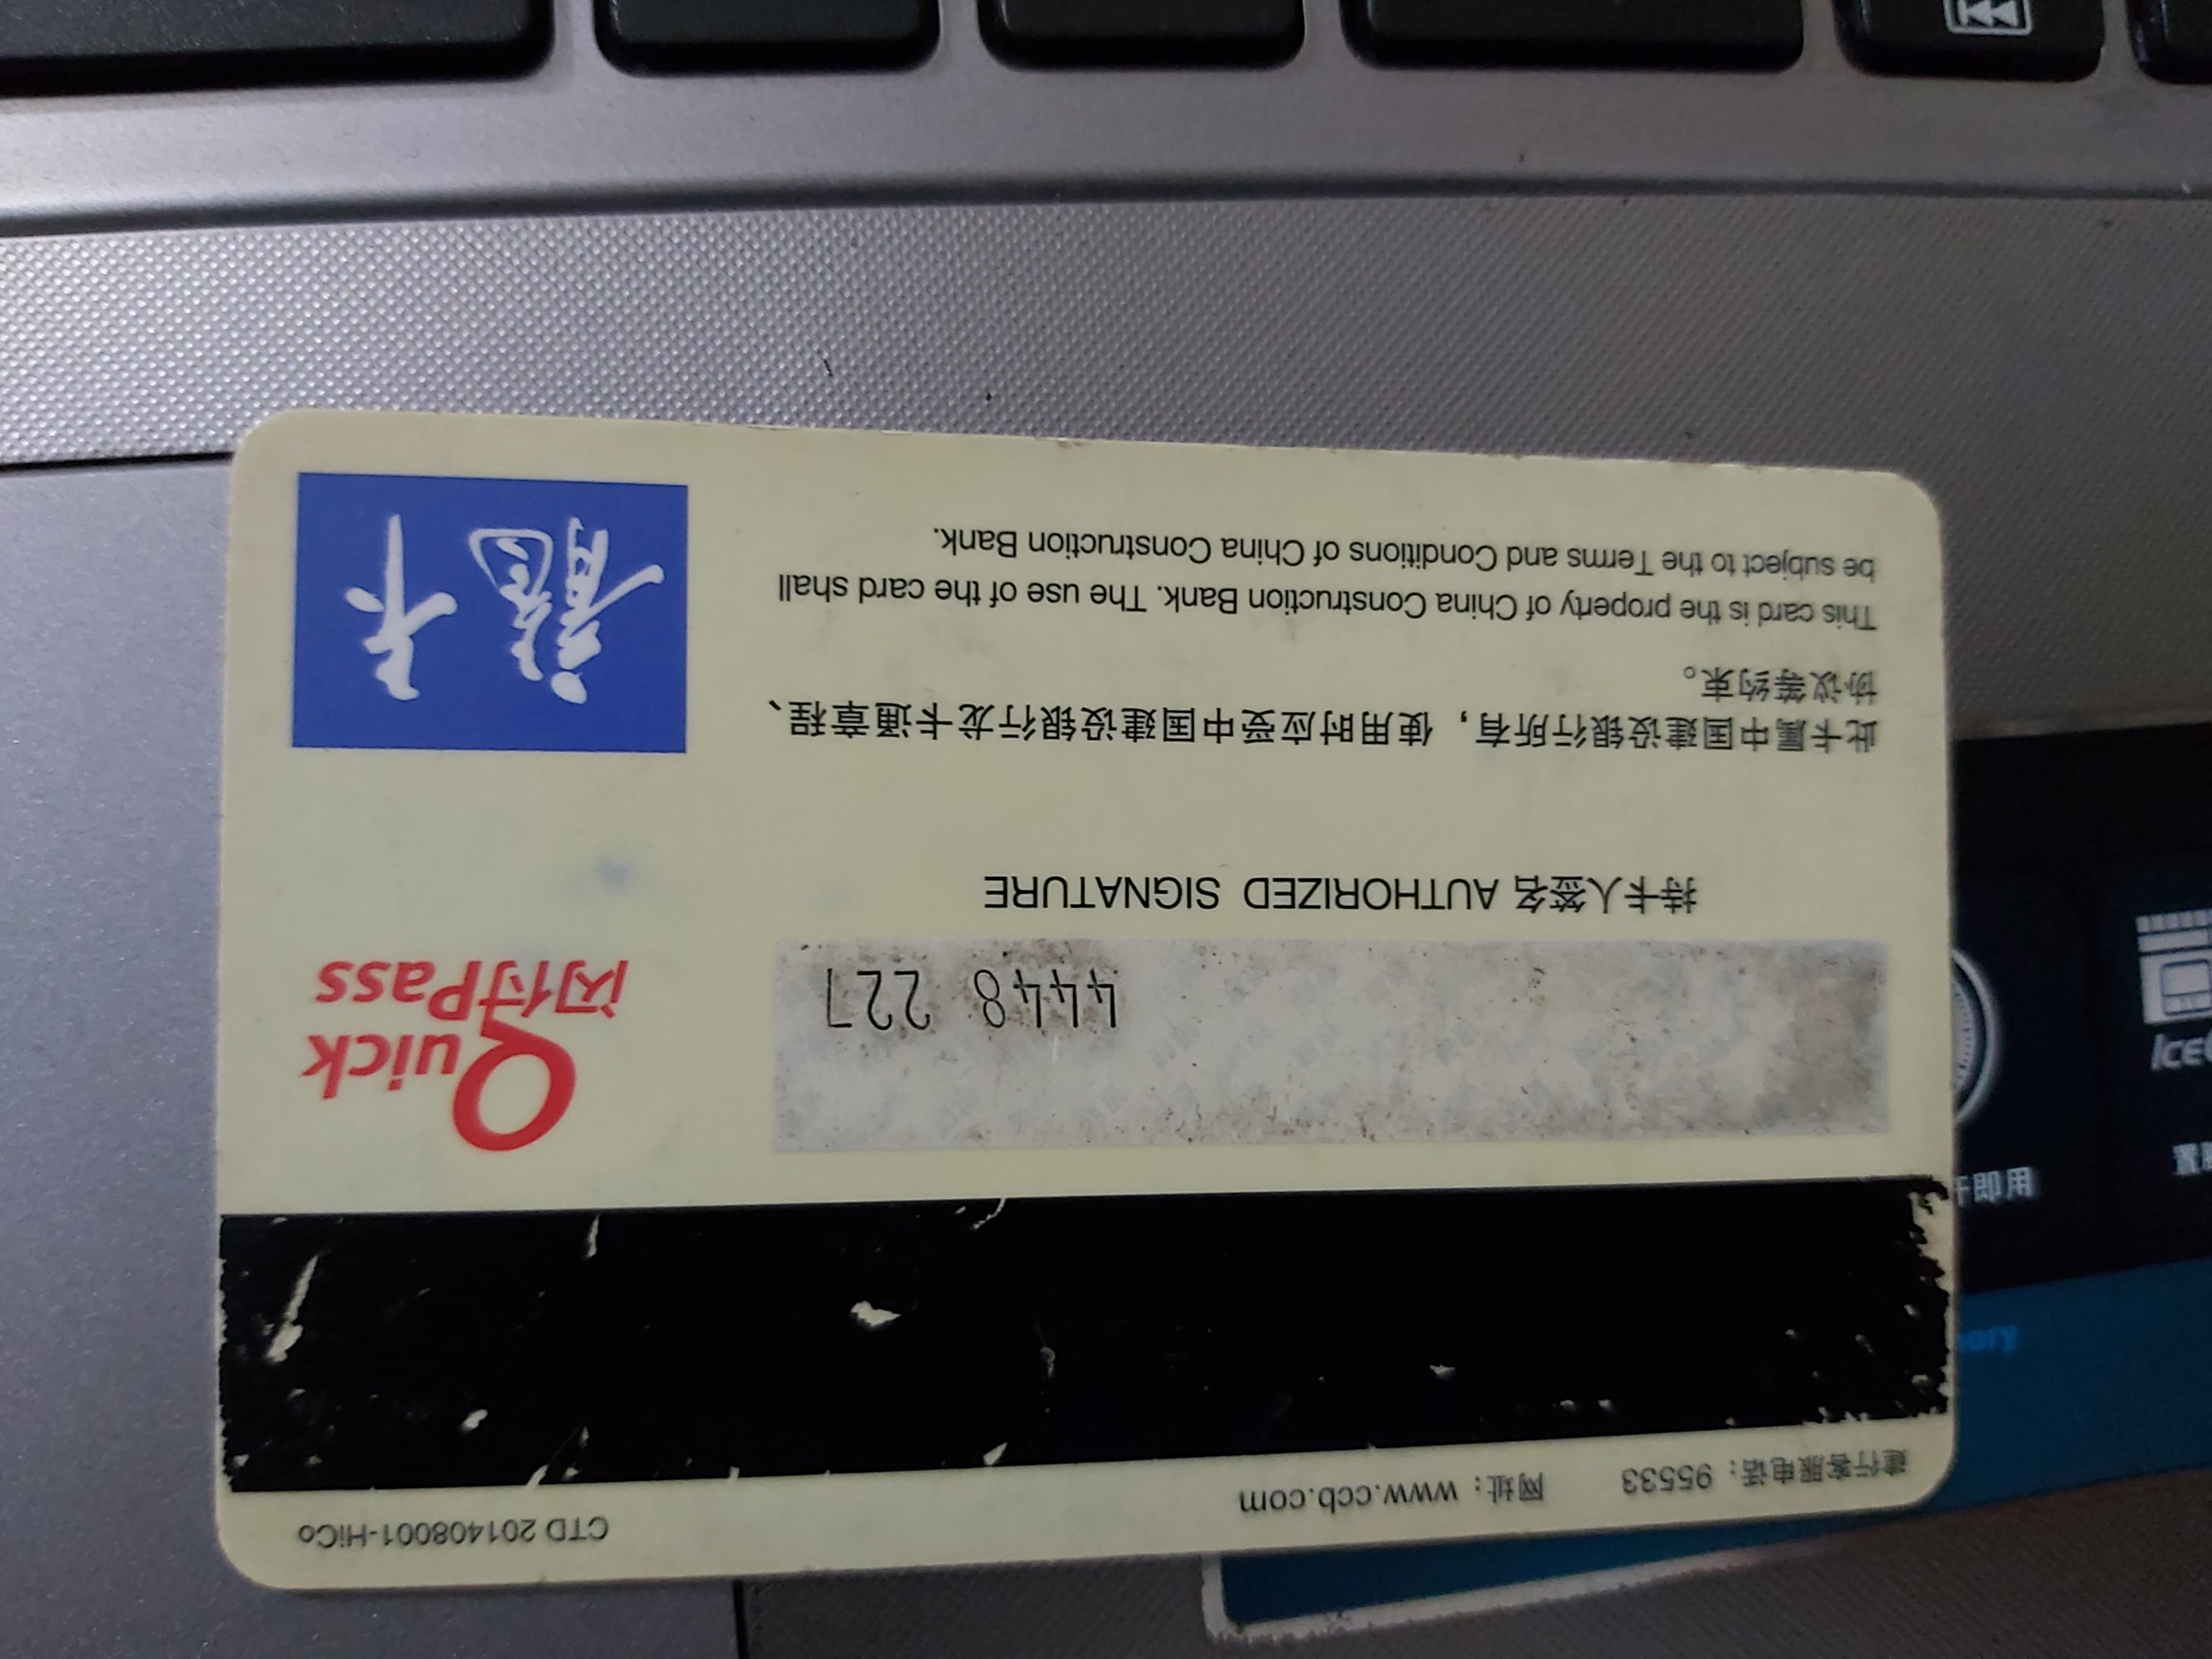 建行客服电话：95533 网址：www.ccb.com CTD 201408001-HiCo
4448 227
Quick
闪付Pass
持卡人签名 AUTHORIZED SIGNATURE
此卡属中国建设银行所有，使用时应受中国建设银行龙卡通章程、
协议等约束。
This card is the property of China Construction Bank. The use of the card shall
be subject to the Terms and Conditions of China Construction Bank.
龍卡